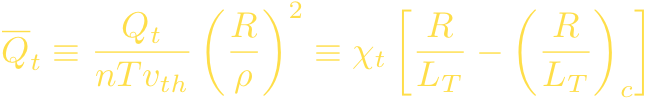 \overline{Q}_t \equiv \frac{Q_t}{nTv_{th}} \left( \frac{R}{\rho} \right)^2 \equiv \chi_t \left[ \frac{R}{L_T} - \left( \frac{R}{L_T} \right)_c \right]